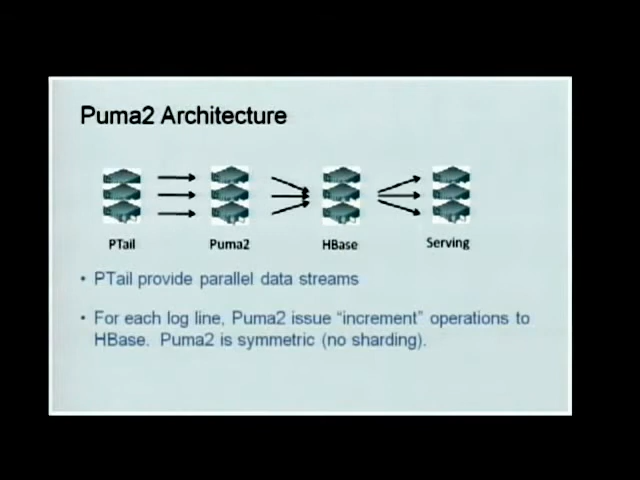 Puma2 Architecture
PTail Puma2 HBase Serving
• PTail provide parallel data streams
• For each log line, Puma2 issue “increment” operations to
HBase. Puma2 is symmetric (no sharding).